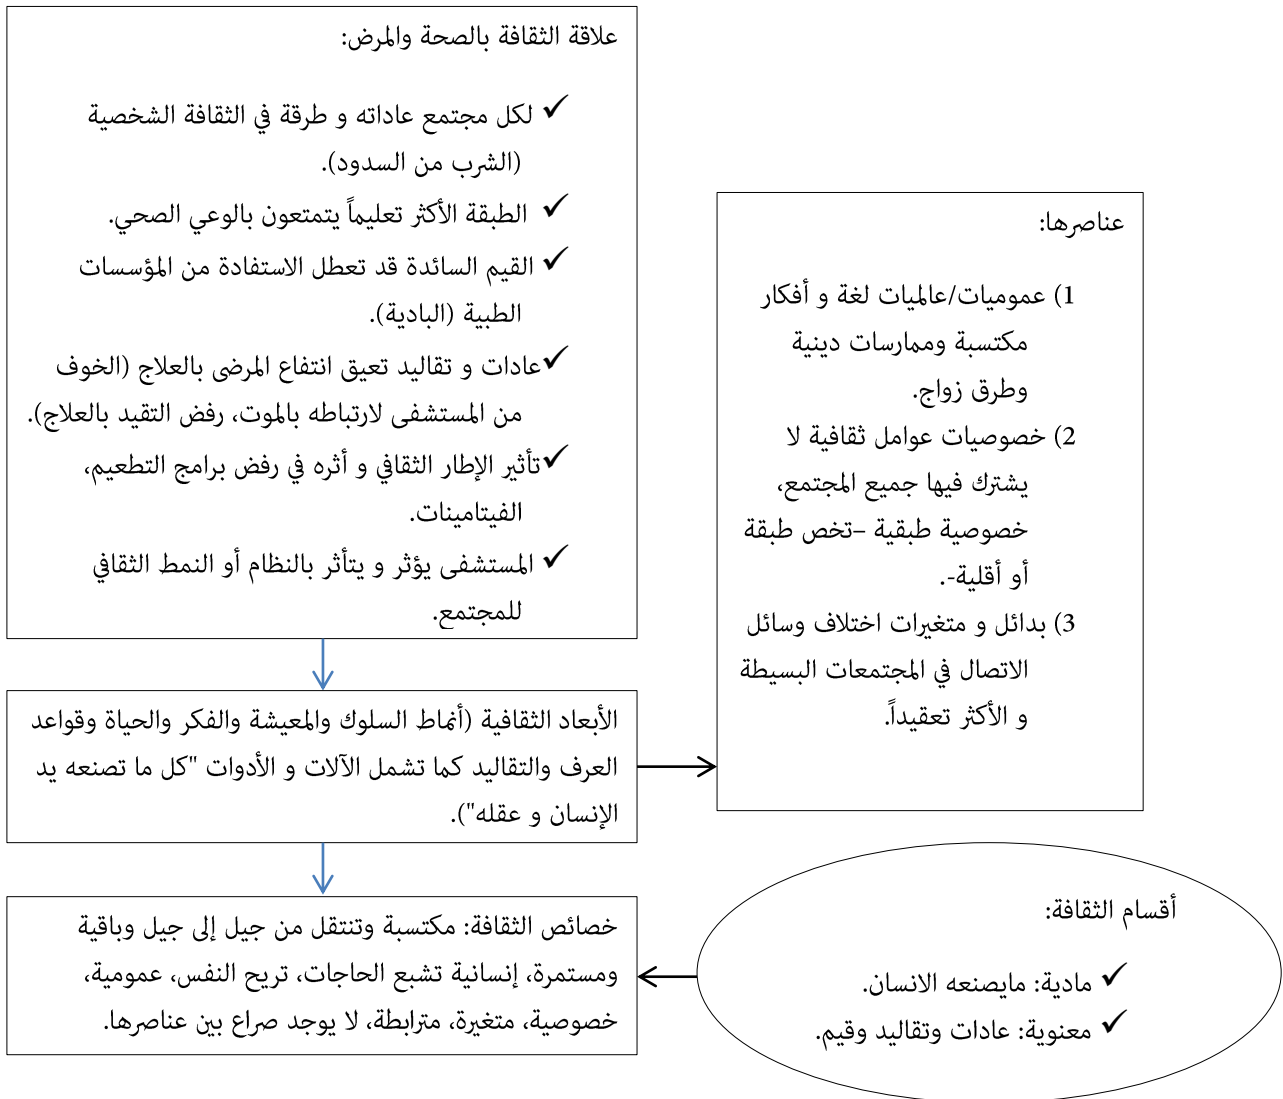 علاقة الثقافة بالصحة والمرض:
✓ لكل مجتمع عاداته و طرقة في الثقافة الشخصية
(الشرب من السدود).
✓ الطبقة الأكثر تعليماً يتمتعون بالوعي الصحي.
✓ القيم السائدة قد تعطل الاستفادة من المؤسسات
الطبية (البادية).
✓ عادات و تقاليد تعيق انتفاع المرضى بالعلاج (الخوف
من المستشفى لارتباطه بالموت، رفض التقيد بالعلاج).
✓ تأثير الإطار الثقافي و أثره في رفض برامج التطعيم،
الفيتامينات.
✓ المستشفى يؤثر و يتأثر بالنظام أو النمط الثقافي
للمجتمع.
عناصرها:
1) عموميات/عالميات لغة و أفكار
مكتسبة وممارسات دينية
وطرق زواج.
2) خصوصيات عوامل ثقافية لا
يشترك فيها جميع المجتمع،
خصوصية طبقية –تخص طبقة
أو أقلية-.
3) بدائل و متغيرات اختلاف وسائل
الاتصال في المجتمعات البسيطة
و الأكثر تعقيداً.
الأبعاد الثقافية (أنماط السلوك والمعيشة والفكر والحياة وقواعد
العرف والتقاليد كما تشمل الآلات و الأدوات "كل ما تصنعه يد
الإنسان و عقله").
خصائص الثقافة: مكتسبة وتنتقل من جيل إلى جيل وباقية
ومستمرة، إنسانية تشبع الحاجات، تريح النفس، عمومية،
خصوصية، متغيرة، مترابطة، لا يوجد صراع بين عناصرها.
أقسام الثقافة:
✓ مادية: مايصنعه الانسان.
✓ معنوية: عادات وتقاليد وقيم.